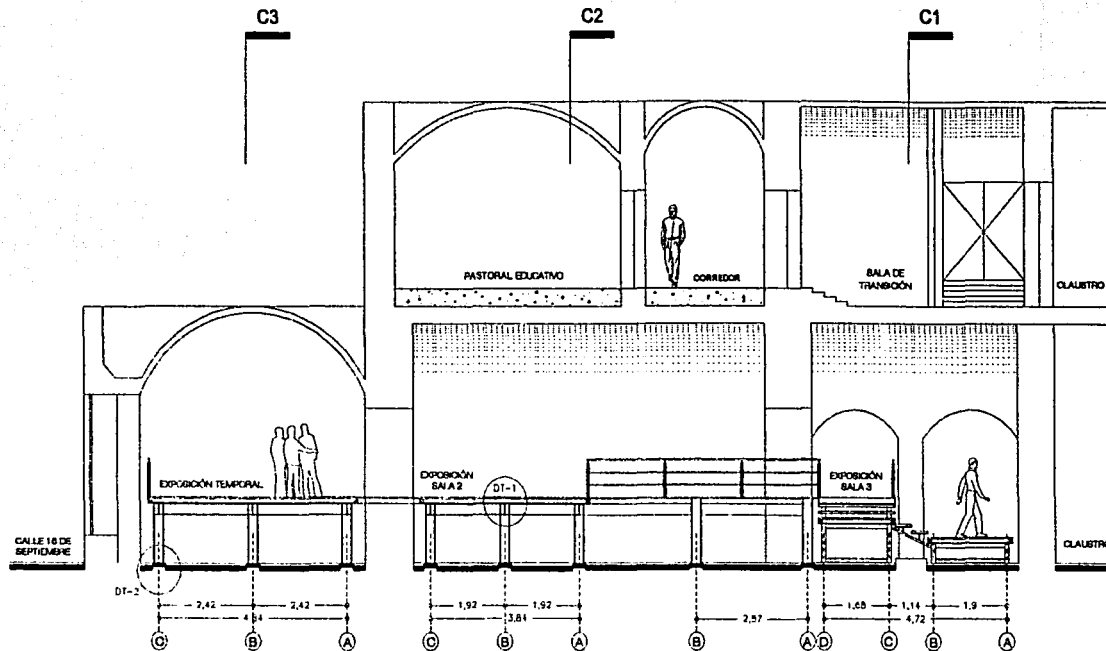 C3
C2
C1
PASTORAL EDUCATIVO
CORREDOR
SALA DE
TRANSICIÓN
CLAUSTRO
EXPOSICIÓN TEMPORAL
EXPOSICIÓN
SALA 2
DT-1
EXPOSICIÓN
SALA 3
CALLE 16 DE
SEPTIEMBRE
CLAUSTRO
DT-2
2,42
2,42
1,92
1,92
1,68
1,14
1,9
3,84
2,57
4,72
C
B
A
C
B
A
B
A
D
C
B
A